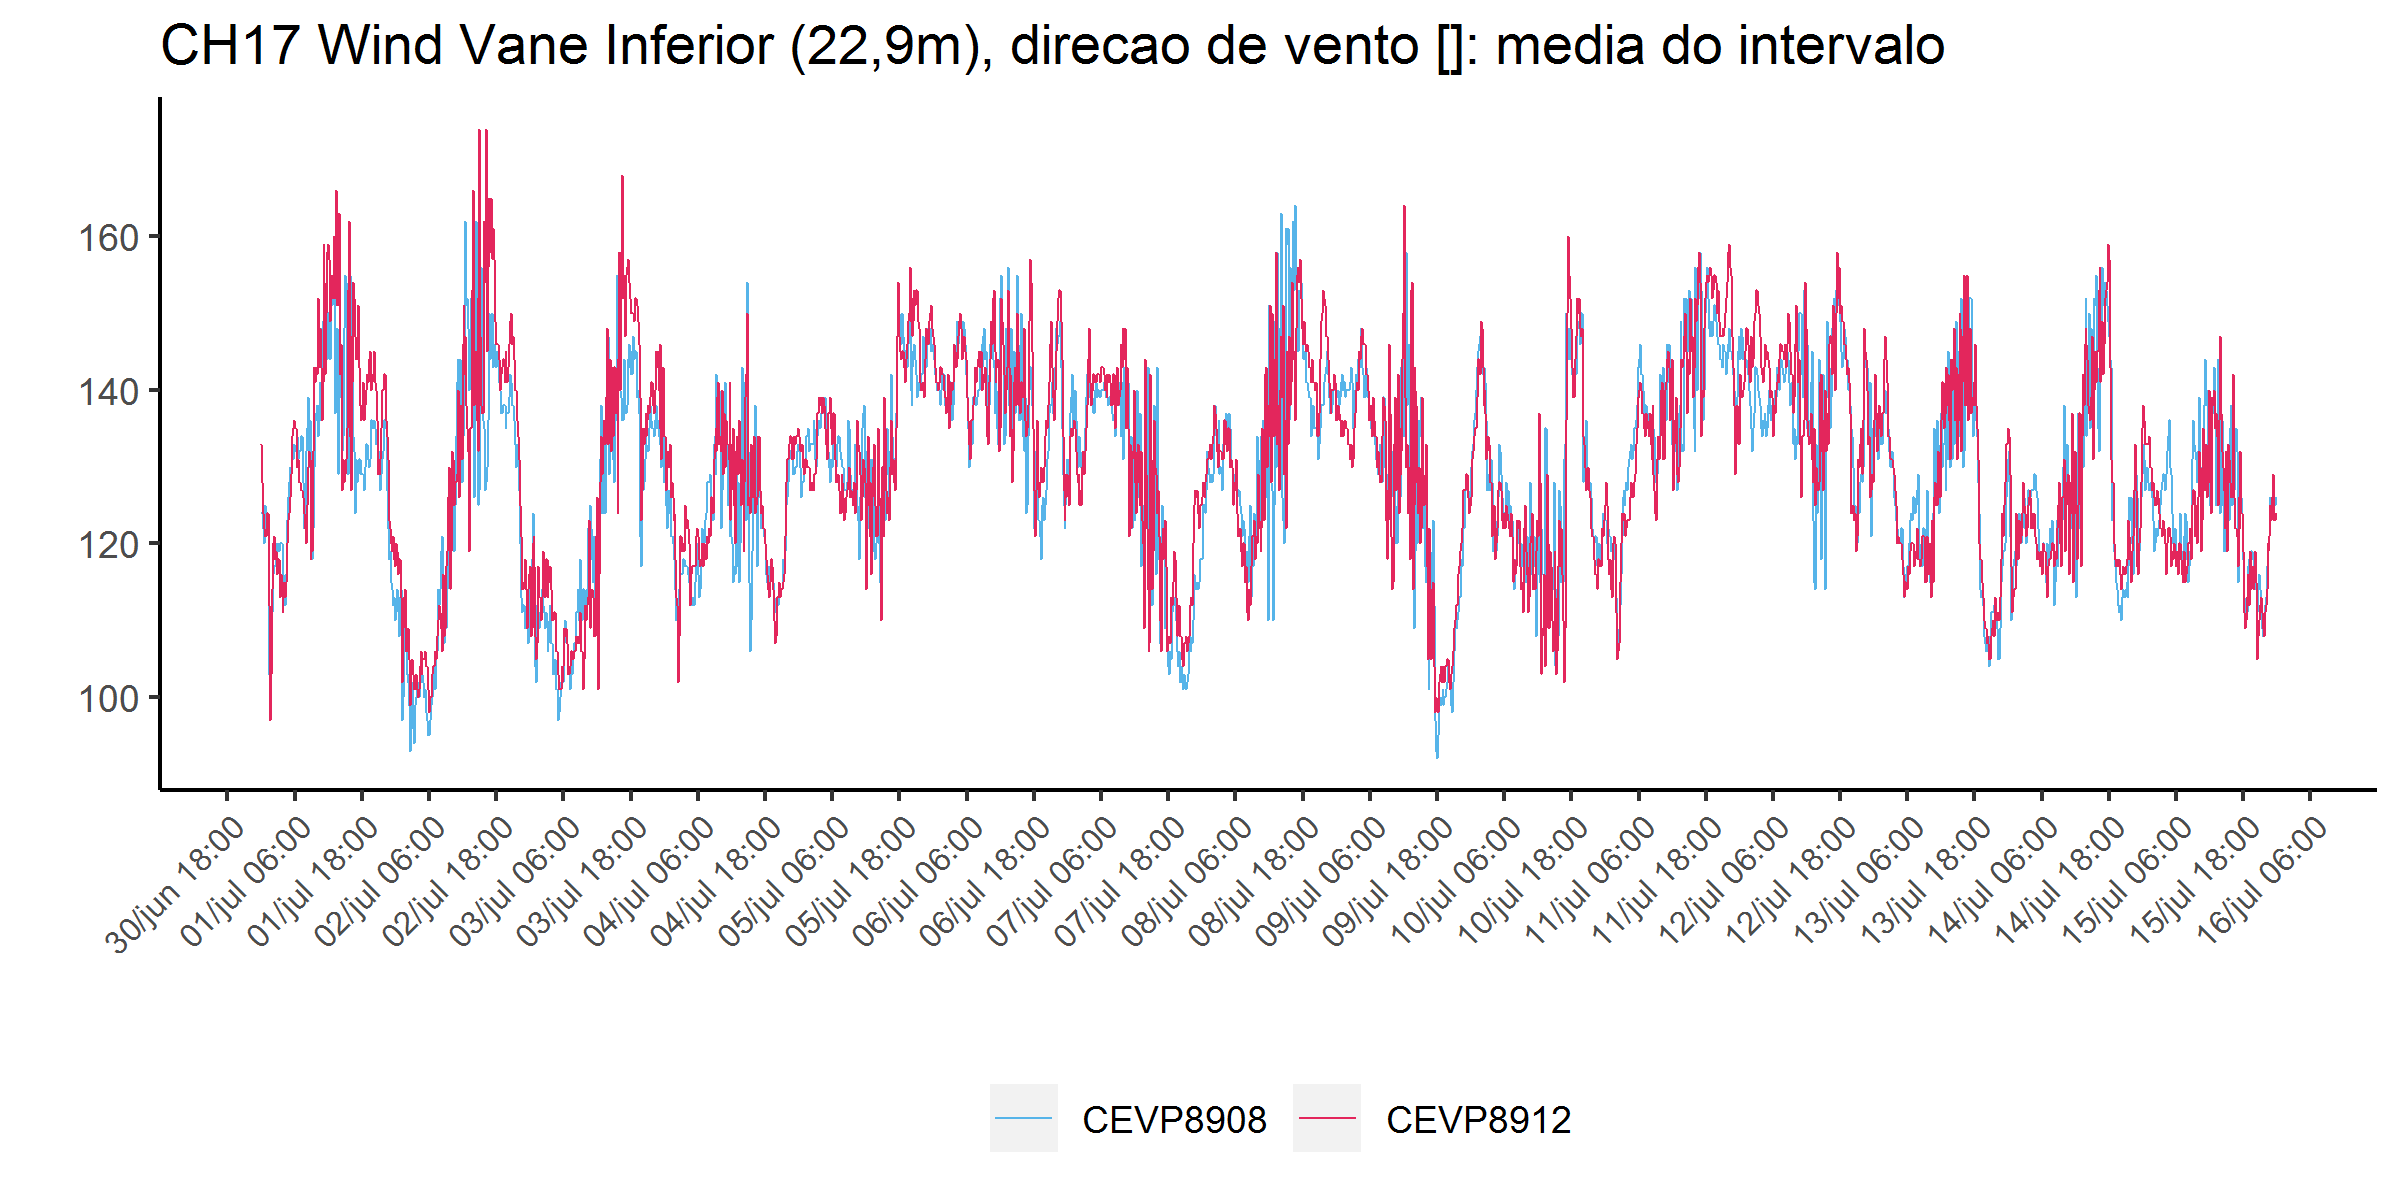 CH17 Wind Vane Inferior (22,9m), direcao de vento []: media do intervalo
160
140
120
100
30/jun 18:00
01/jul 06:00
01/jul 18:00
02/jul 06:00
02/jul 18:00
03/jul 06:00
03/jul 18:00
04/jul 06:00
04/jul 18:00
05/jul 06:00
05/jul 18:00
06/jul 06:00
06/jul 18:00
07/jul 06:00
07/jul 18:00
08/jul 06:00
08/jul 18:00
09/jul 06:00
09/jul 18:00
10/jul 06:00
10/jul 18:00
11/jul 06:00
11/jul 18:00
12/jul 06:00
12/jul 18:00
13/jul 06:00
13/jul 18:00
14/jul 06:00
14/jul 18:00
15/jul 06:00
15/jul 18:00
16/jul 06:00
CEVP8908
CEVP8912